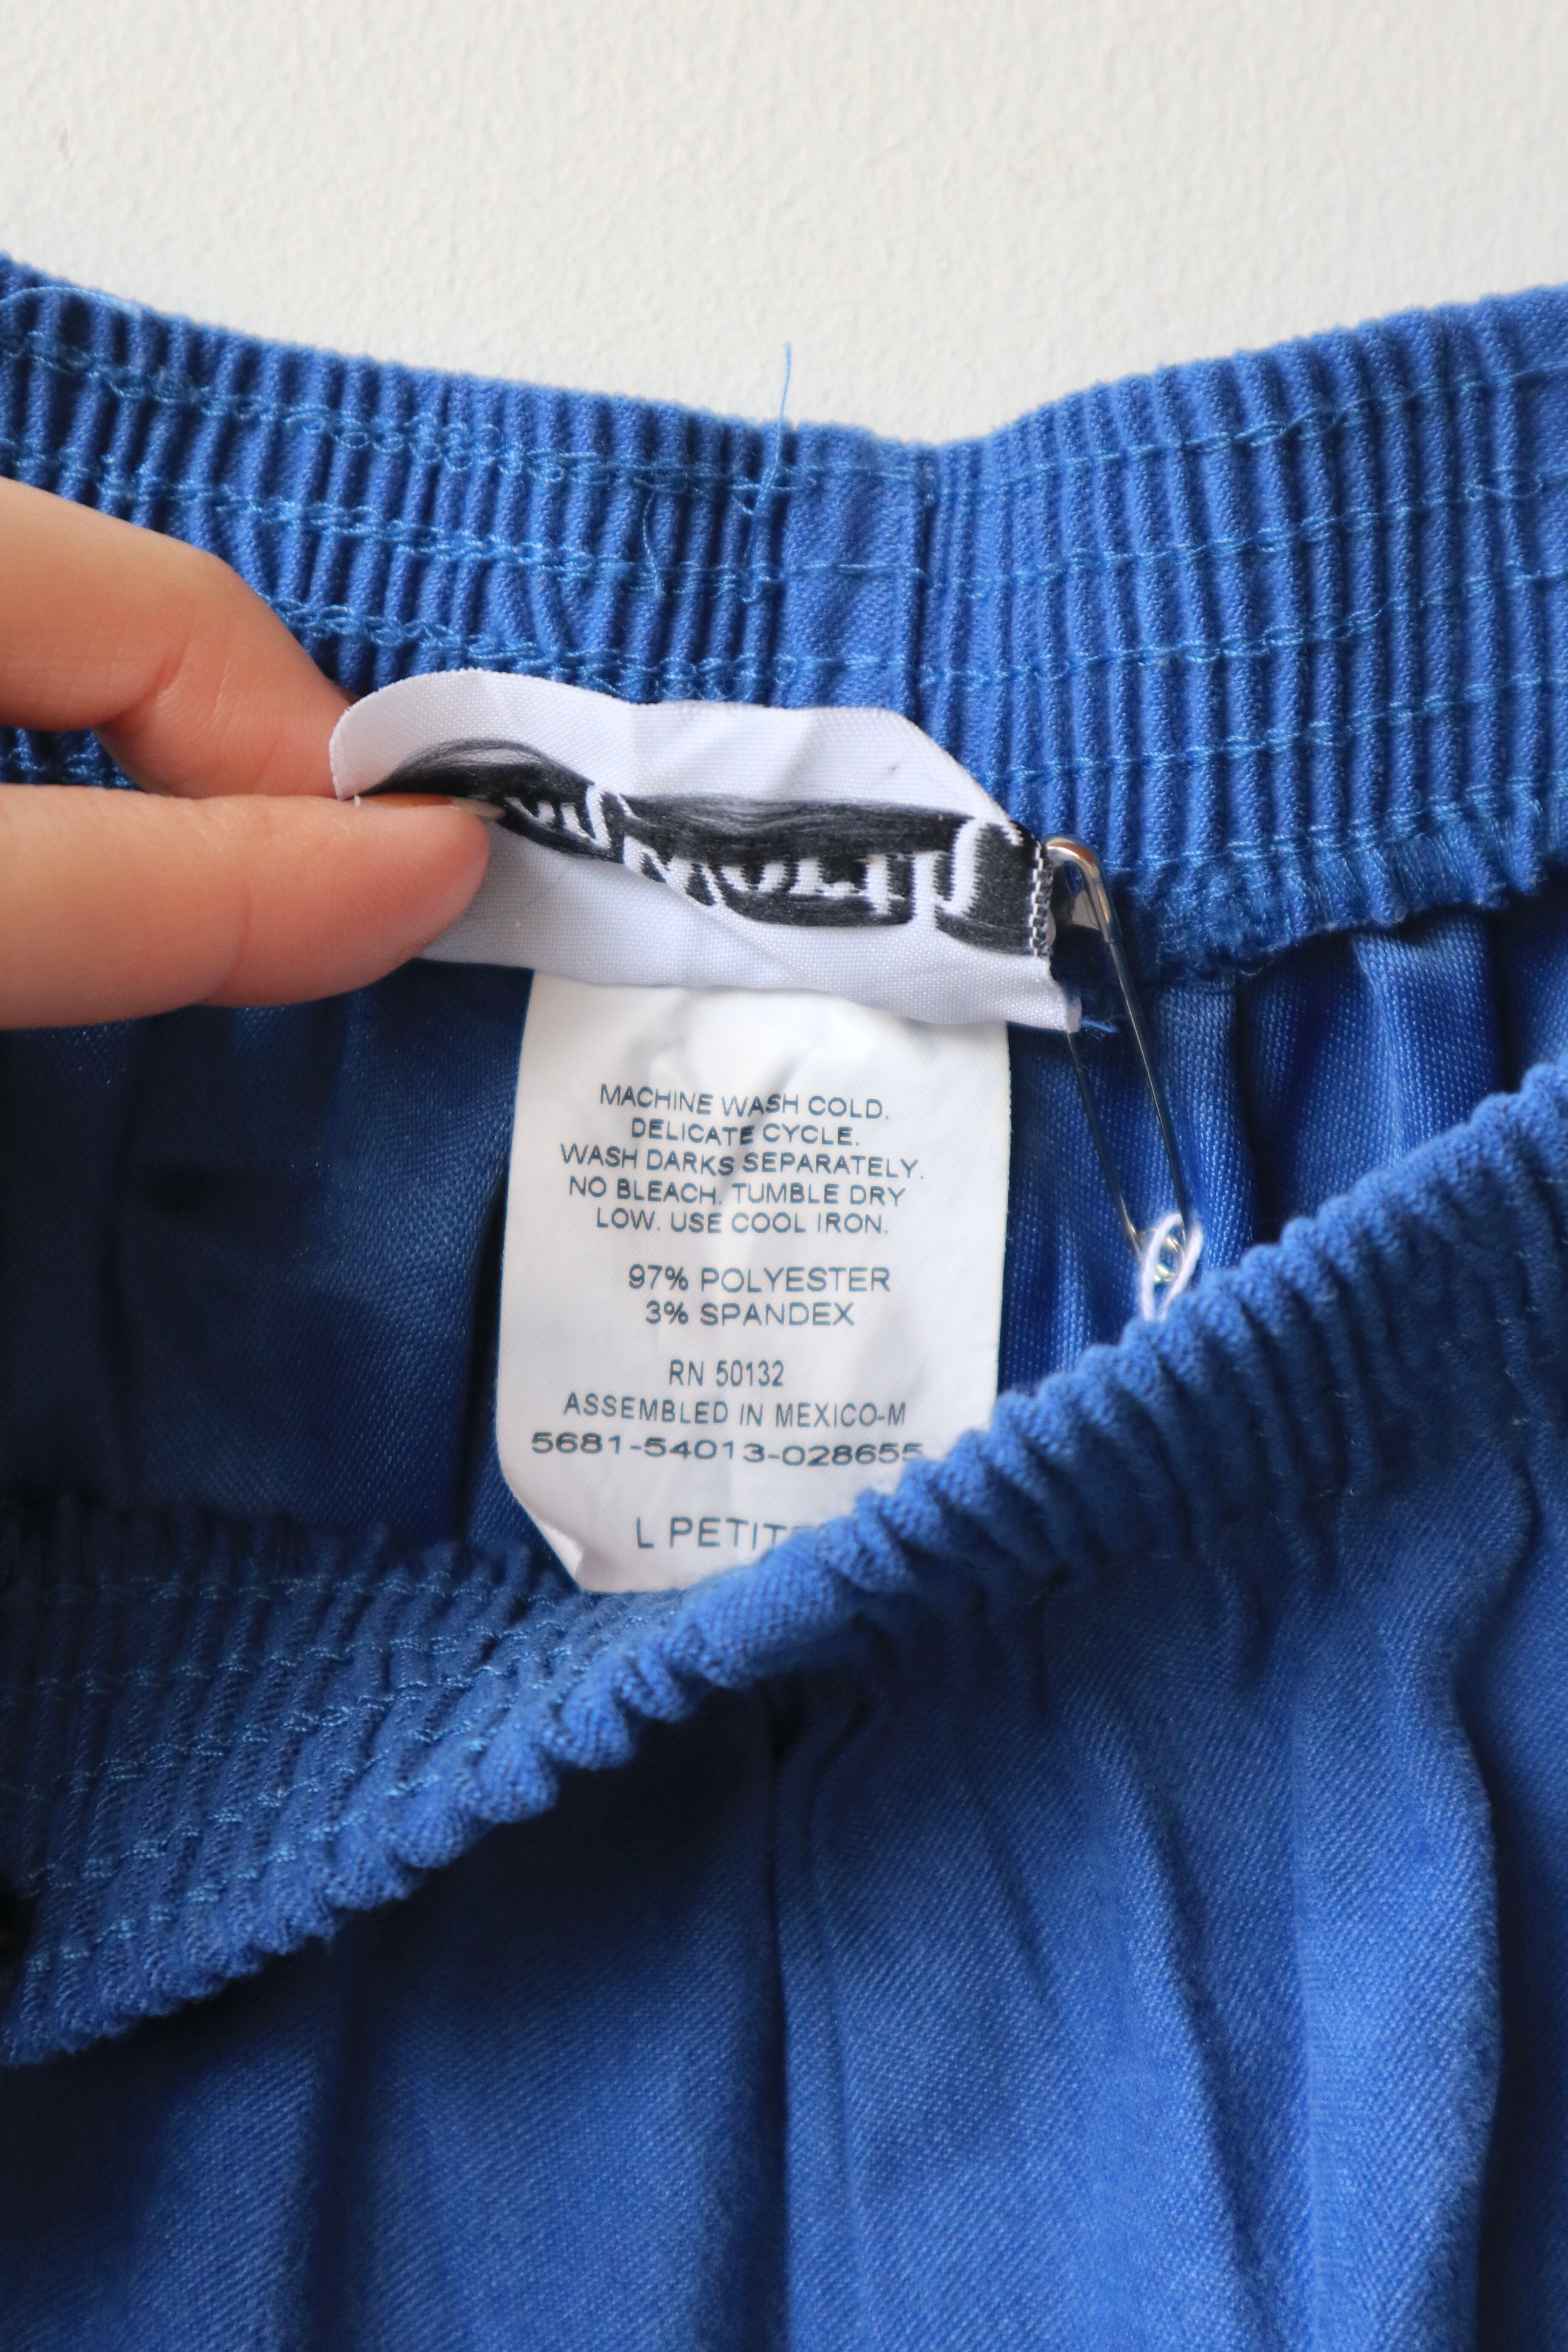 MACHINE WASH COLD.
DELICATE CYCLE.
WASH DARKS SEPARATELY.
NO BLEACH. TUMBLE DRY
LOW. USE COOL IRON.
97% POLYESTER
3% SPANDEX
RN 50132
ASSEMBLED IN MEXICO-M
5681-54013-028655
L